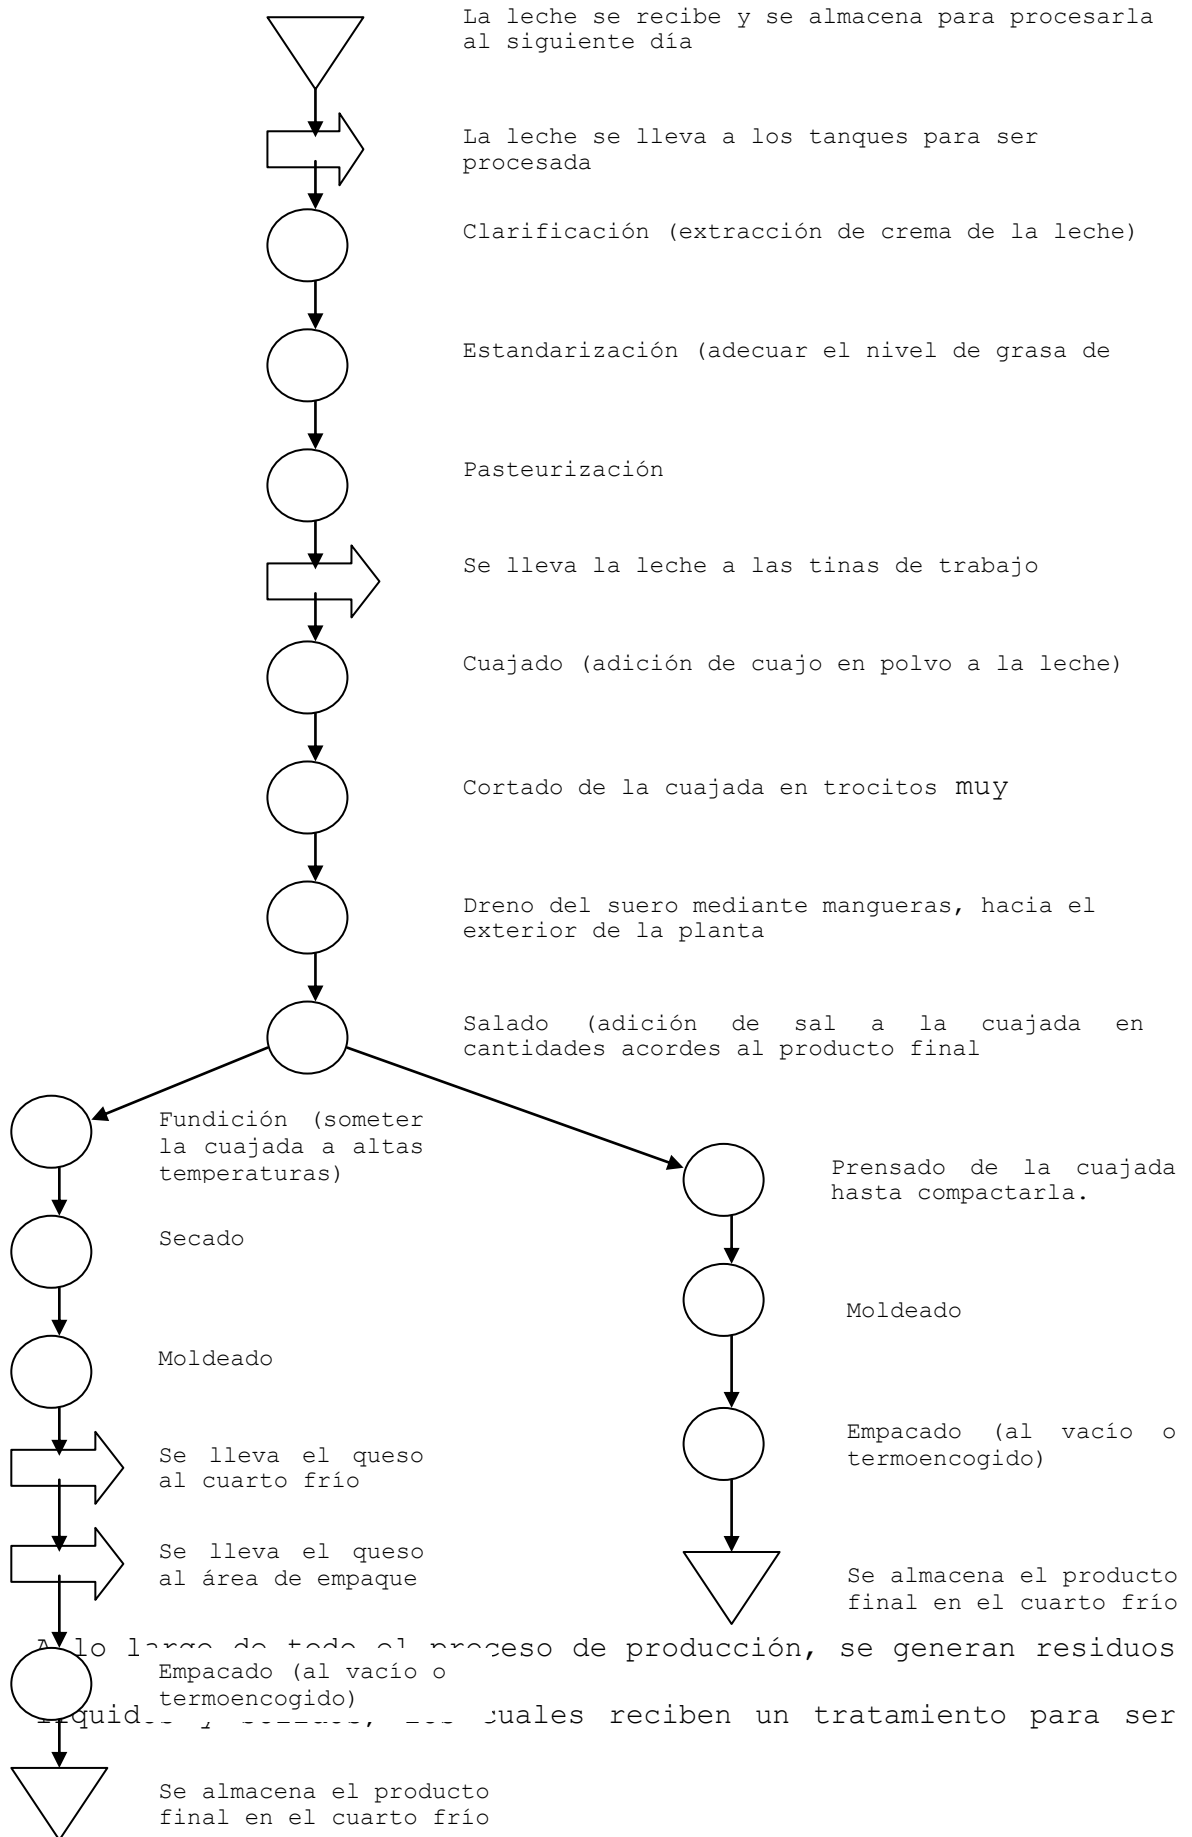 La leche se recibe y se almacena para procesarla
al siguiente día
La leche se lleva a los tanques para ser
procesada
Clarificación (extracción de crema de la leche)
Estandarización (adecuar el nivel de grasa de
Pasteurización
Se lleva la leche a las tinas de trabajo
Cuajado (adición de cuajo en polvo a la leche)
Cortado de la cuajada en trocitos muy
Dreno del suero mediante mangueras, hacia el
exterior de la planta
Salado (adición de sal a la cuajada en
cantidades acordes al producto final
Fundición (someter
la cuajada a altas
temperaturas)
Secado
Moldeado
Se lleva el queso
al cuarto frío
Se lleva el queso
al área de empaque
Empacado (al vacío o
termoencogido)
Se almacena el producto
final en el cuarto frío
Prensado de la cuajada
hasta compactarla.
Moldeado
Empacado (al vacío o
termoencogido)
Se almacena el producto
final en el cuarto frío
lo largo de todo el proceso de producción, se generan residuos
cuales reciben un tratamiento para ser